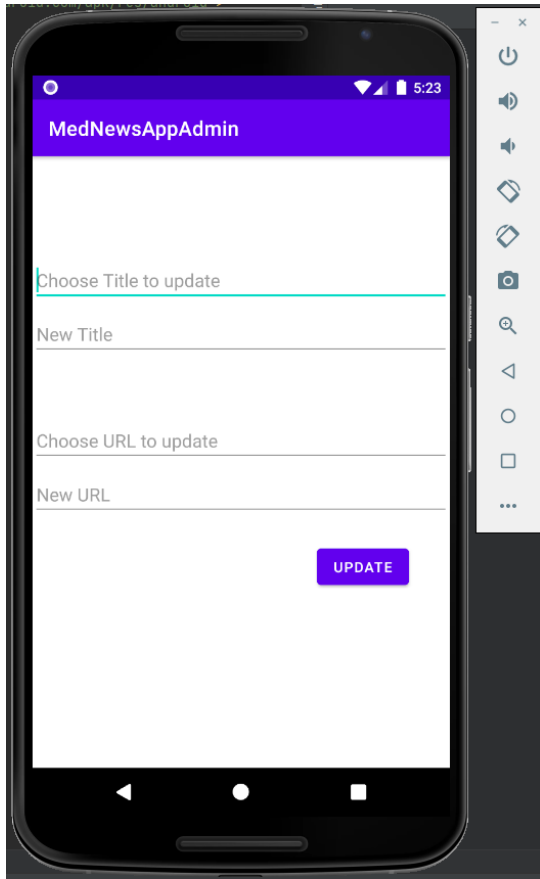 5:23
MedNewsAppAdmin
Choose Title to update
New Title
Choose URL to update
New URL
UPDATE